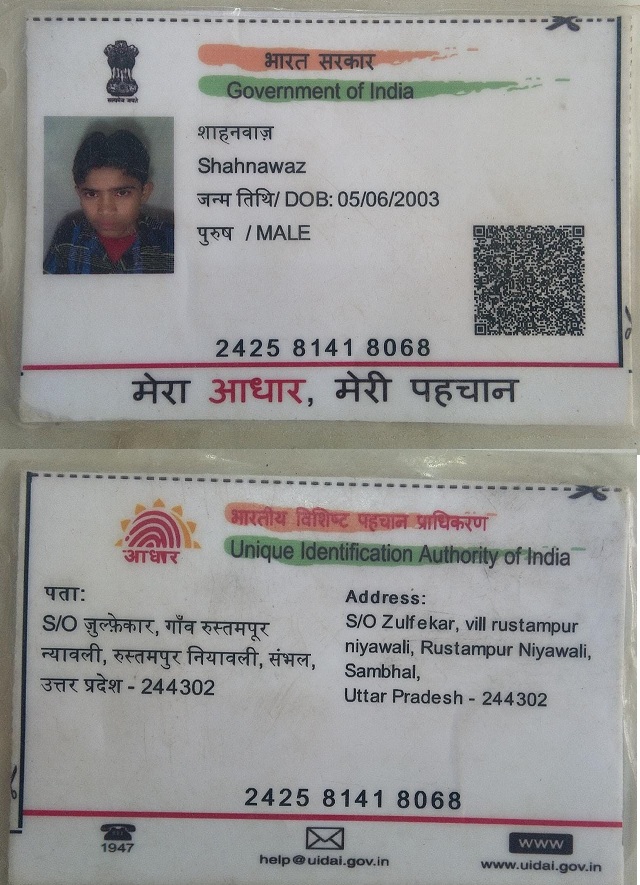 सत्यमेव जयते
भारत सरकार
Government of India
शाहनवाज़
Shahnawaz
जन्म तिथि/ DOB: 05/06/2003
पुरुष / MALE
2425 8141 8068
मेरा आधार, मेरी पहचान
भारतीय विशिष्ट पहचान प्राधिकरण
आधार
Unique Identification Authority of India
पता:
S/O ज़ुल्फ़ेकार, गाँव रुस्तमपूर
न्यावली, रुस्तमपुर नियावली, संभल,
उत्तर प्रदेश - 244302
Address:
S/O Zulfekar, vill rustampur
niyawali, Rustampur Niyawali,
Sambhal,
Uttar Pradesh - 244302
2425 8141 8068
1947
help@uidai.gov.in
www
www.uidai.gov.in